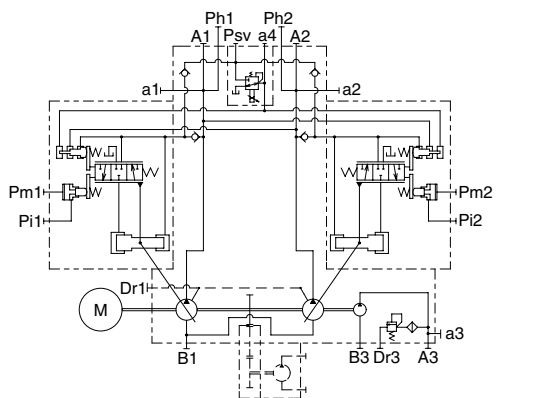 Ph1 Ph2
A1 Psv a4 A2
a1 a2
Pm1 Pm2
Pi1 Pi2
Dr1
M
a3
B1 B3 Dr3 A3